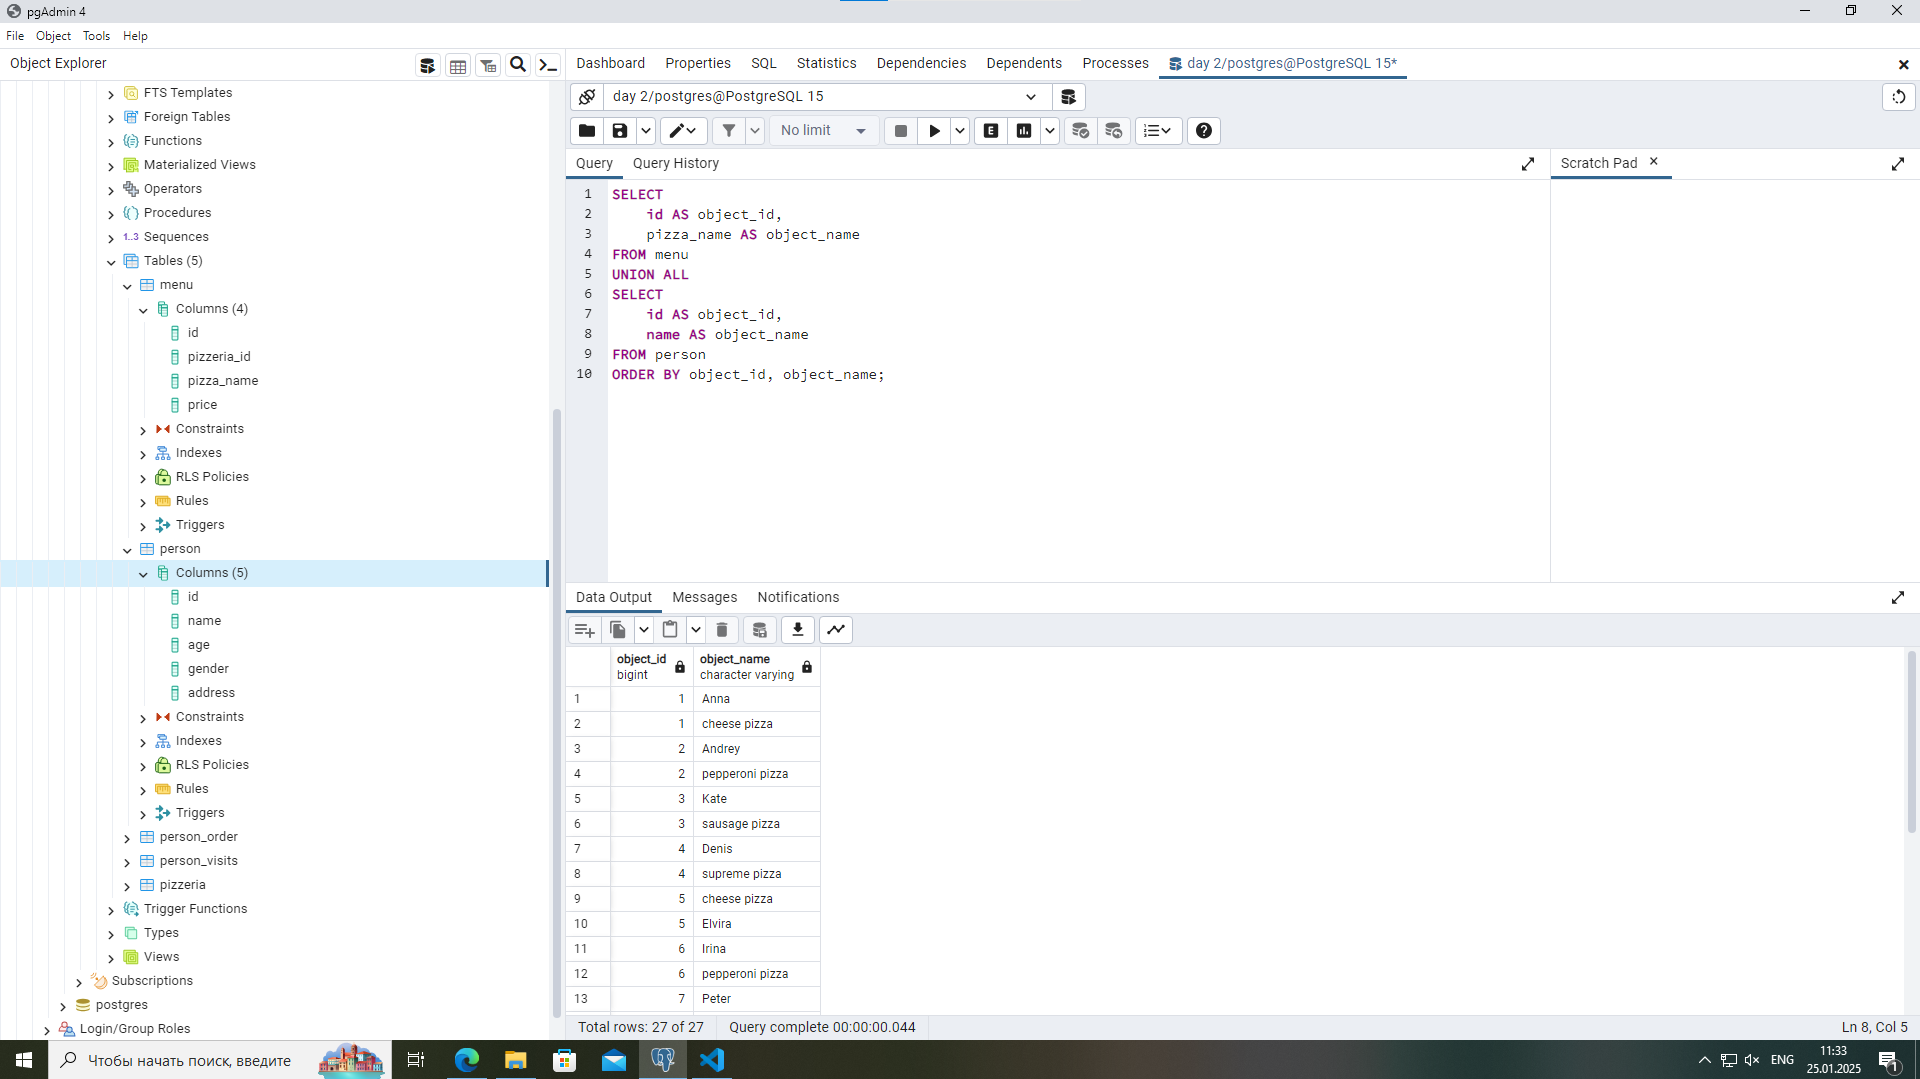 pgAdmin 4
File Object Tools Help
Object Explorer
FTS Templates
Foreign Tables
Functions
Materialized Views
Operators
Procedures
1..3 Sequences
Tables (5)
menu
Columns (4)
id
pizzeria_id
pizza_name
price
Constraints
Indexes
RLS Policies
Rules
Triggers
person
Columns (5)
id
name
age
gender
address
Constraints
Indexes
RLS Policies
Rules
Triggers
person_order
person_visits
pizzeria
Trigger Functions
Types
Views
Subscriptions
postgres
Login/Group Roles
Dashboard Properties SQL Statistics Dependencies Dependents Processes day 2/postgres@PostgreSQL 15*
day 2/postgres@PostgreSQL 15
No limit E
Query Query History
Scratch Pad
1 SELECT
2 id AS object_id,
3 pizza_name AS object_name
4 FROM menu
5 UNION ALL
6 SELECT
7 id AS object_id,
8 name AS object_name
9 FROM person
10 ORDER BY object_id, object_name;
Data Output Messages Notifications
object_id object_name
bigint character varying
1 1 Anna
2 1 cheese pizza
3 2 Andrey
4 2 pepperoni pizza
5 3 Kate
6 3 sausage pizza
7 4 Denis
8 4 supreme pizza
9 5 cheese pizza
10 5 Elvira
11 6 Irina
12 6 pepperoni pizza
13 7 Peter
Total rows: 27 of 27 Query complete 00:00:00.044 Ln 8, Col 5
Чтобы начать поиск, введите
ENG
11:33
25.01.2025
1